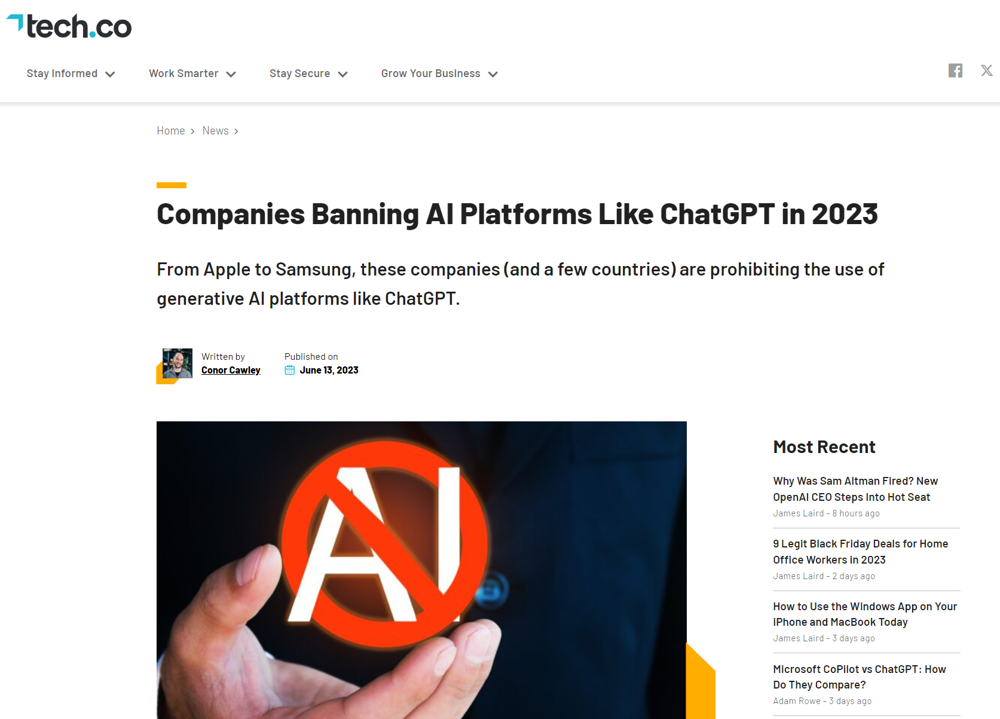 tech.co
Stay Informed
Work Smarter
Stay Secure
Grow Your Business
Home > News >
Companies Banning AI Platforms Like ChatGPT in 2023
From Apple to Samsung, these companies (and a few countries) are prohibiting the use of
generative AI platforms like ChatGPT.
Written by
Conor Cawley
Published on
June 13, 2023
AI
Most Recent
Why Was Sam Altman Fired? New
OpenAI CEO Steps Into Hot Seat
James Laird - 8 hours ago
9 Legit Black Friday Deals for Home
Office Workers in 2023
James Laird - 2 days ago
How to Use the Windows App on Your
iPhone and MacBook Today
James Laird - 3 days ago
Microsoft CoPilot vs ChatGPT: How
Do They Compare?
Adam Rowe - 3 days ago